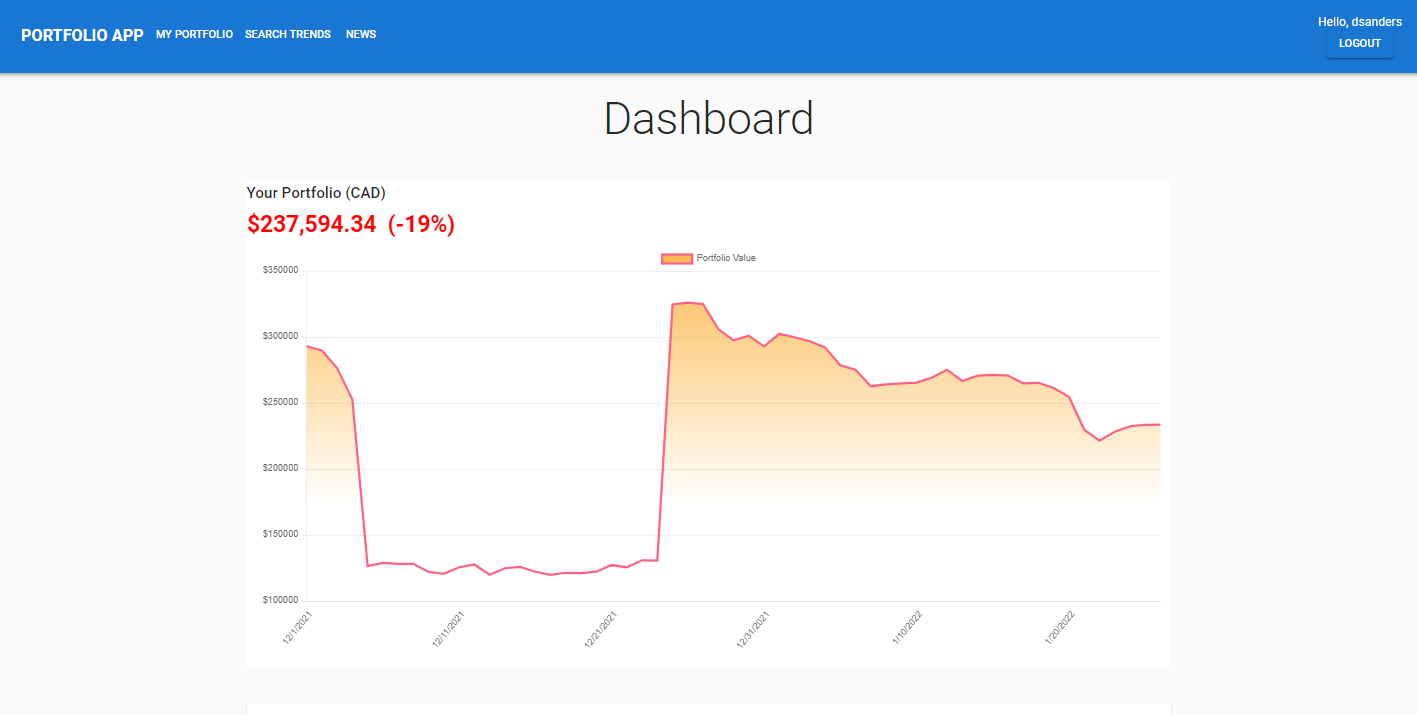 PORTFOLIO APP MY PORTFOLIO SEARCH TRENDS NEWS
Hello, dsanders
LOGOUT
Dashboard
Your Portfolio (CAD)
$237,594.34 (-19%)
Portfolio Value
$350000
$300000
$250000
$200000
$150000
$100000
12/1/2021 12/11/2021 12/21/2021 12/31/2021 1/10/2022 1/20/2022